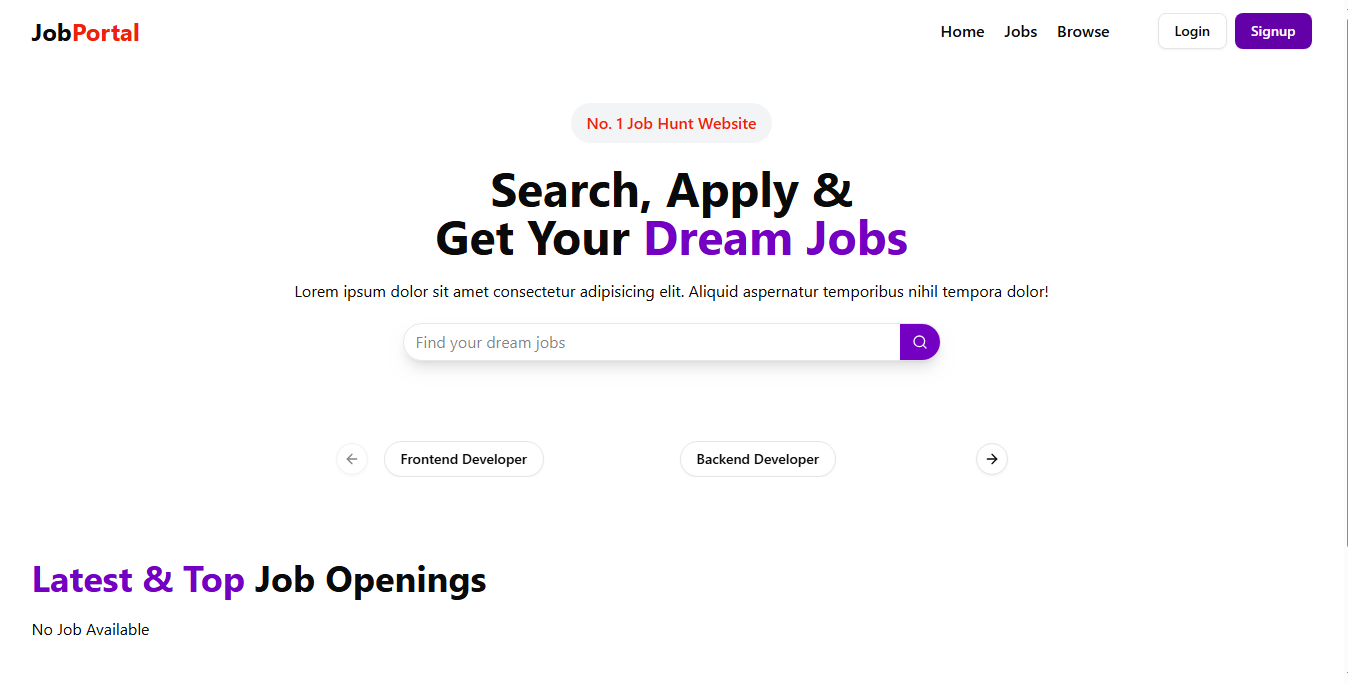 JobPortal
Home Jobs Browse Login Signup
No. 1 Job Hunt Website
Search, Apply &
Get Your Dream Jobs
Lorem ipsum dolor sit amet consectetur adipisicing elit. Aliquid aspernatur temporibus nihil tempora dolor!
Find your dream jobs
Frontend Developer Backend Developer
Latest & Top Job Openings
No Job Available